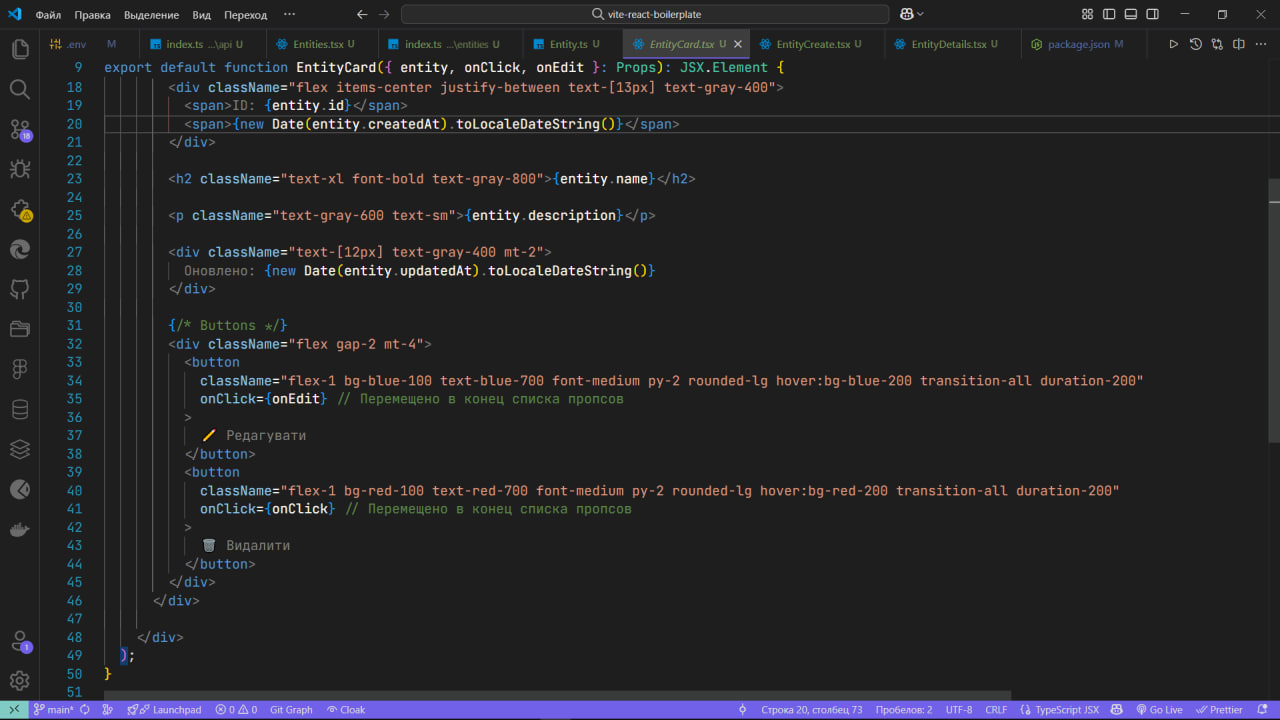 Файл Правка Выделение Вид Переход ··· vite-react-boilerplate
.env M index.ts ...\api U Entities.tsx U index.ts ...\entities U Entity.ts U EntityCard.tsx U EntityCreate.tsx U EntityDetails.tsx U package.json M
9 export default function EntityCard({ entity, onClick, onEdit }: Props): JSX.Element {
18 <div className="flex items-center justify-between text-[13px] text-gray-400">
19 <span>ID: {entity.id}</span>
20 <span>{new Date(entity.createdAt).toLocaleDateString()}</span>
21 </div>
22
23 <h2 className="text-xl font-bold text-gray-800">{entity.name}</h2>
24
25 <p className="text-gray-600 text-sm">{entity.description}</p>
26
27 <div className="text-[12px] text-gray-400 mt-2">
28 Оновлено: {new Date(entity.updatedAt).toLocaleDateString()}
29 </div>
30
31 {/* Buttons */}
32 <div className="flex gap-2 mt-4">
33 <button
34 className="flex-1 bg-blue-100 text-blue-700 font-medium py-2 rounded-lg hover:bg-blue-200 transition-all duration-200"
35 onClick={onEdit} // Перемещено в конец списка пропсов
36 >
37 ✏️ Редагувати
38 </button>
39 <button
40 className="flex-1 bg-red-100 text-red-700 font-medium py-2 rounded-lg hover:bg-red-200 transition-all duration-200"
41 onClick={onClick} // Перемещено в конец списка пропсов
42 >
43 🗑️ Видалити
44 </button>
45 </div>
46 </div>
47
48 </div>
49 );
50 }
51
18
1
main* Launchpad 0 0 Git Graph Cloak Строка 20, столбец 73 Пробелов: 2 UTF-8 CRLF TypeScript JSX Go Live Prettier